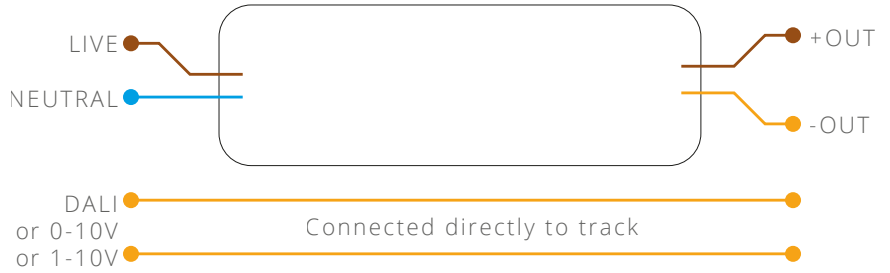 LIVE
+OUT
NEUTRAL
-OUT
DALI
or 0-10V
or 1-10V
Connected directly to track